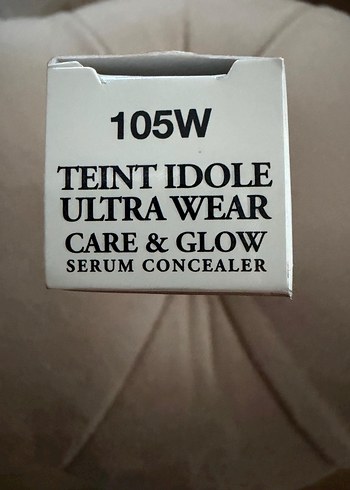 105W
TEINT IDOLE
ULTRA WEAR
CARE & GLOW
SERUM CONCEALER